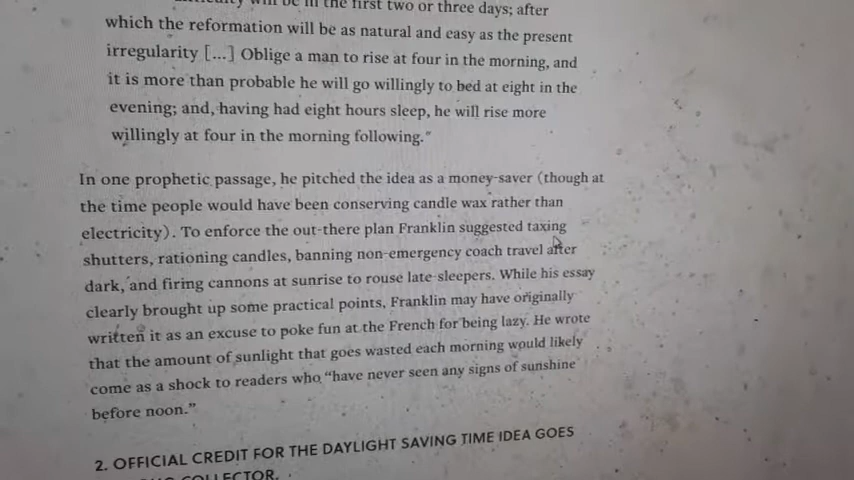 will be in the first two or three days; after
which the reformation will be as natural and easy as the present
irregularity [...] Oblige a man to rise at four in the morning, and
it is more than probable he will go willingly to bed at eight in the
evening; and, having had eight hours sleep, he will rise more
willingly at four in the morning following."
In one prophetic passage, he pitched the idea as a money-saver (though at
the time people would have been conserving candle wax rather than
electricity). To enforce the out-there plan Franklin suggested taxing
shutters, rationing candles, banning non-emergency coach travel after
dark, and firing cannons at sunrise to rouse late-sleepers. While his essay
clearly brought up some practical points, Franklin may have originally
written it as an excuse to poke fun at the French for being lazy. He wrote
that the amount of sunlight that goes wasted each morning would likely
come as a shock to readers who "have never seen any signs of sunshine
before noon."
2. OFFICIAL CREDIT FOR THE DAYLIGHT SAVING TIME IDEA GOES
COLLECTOR.